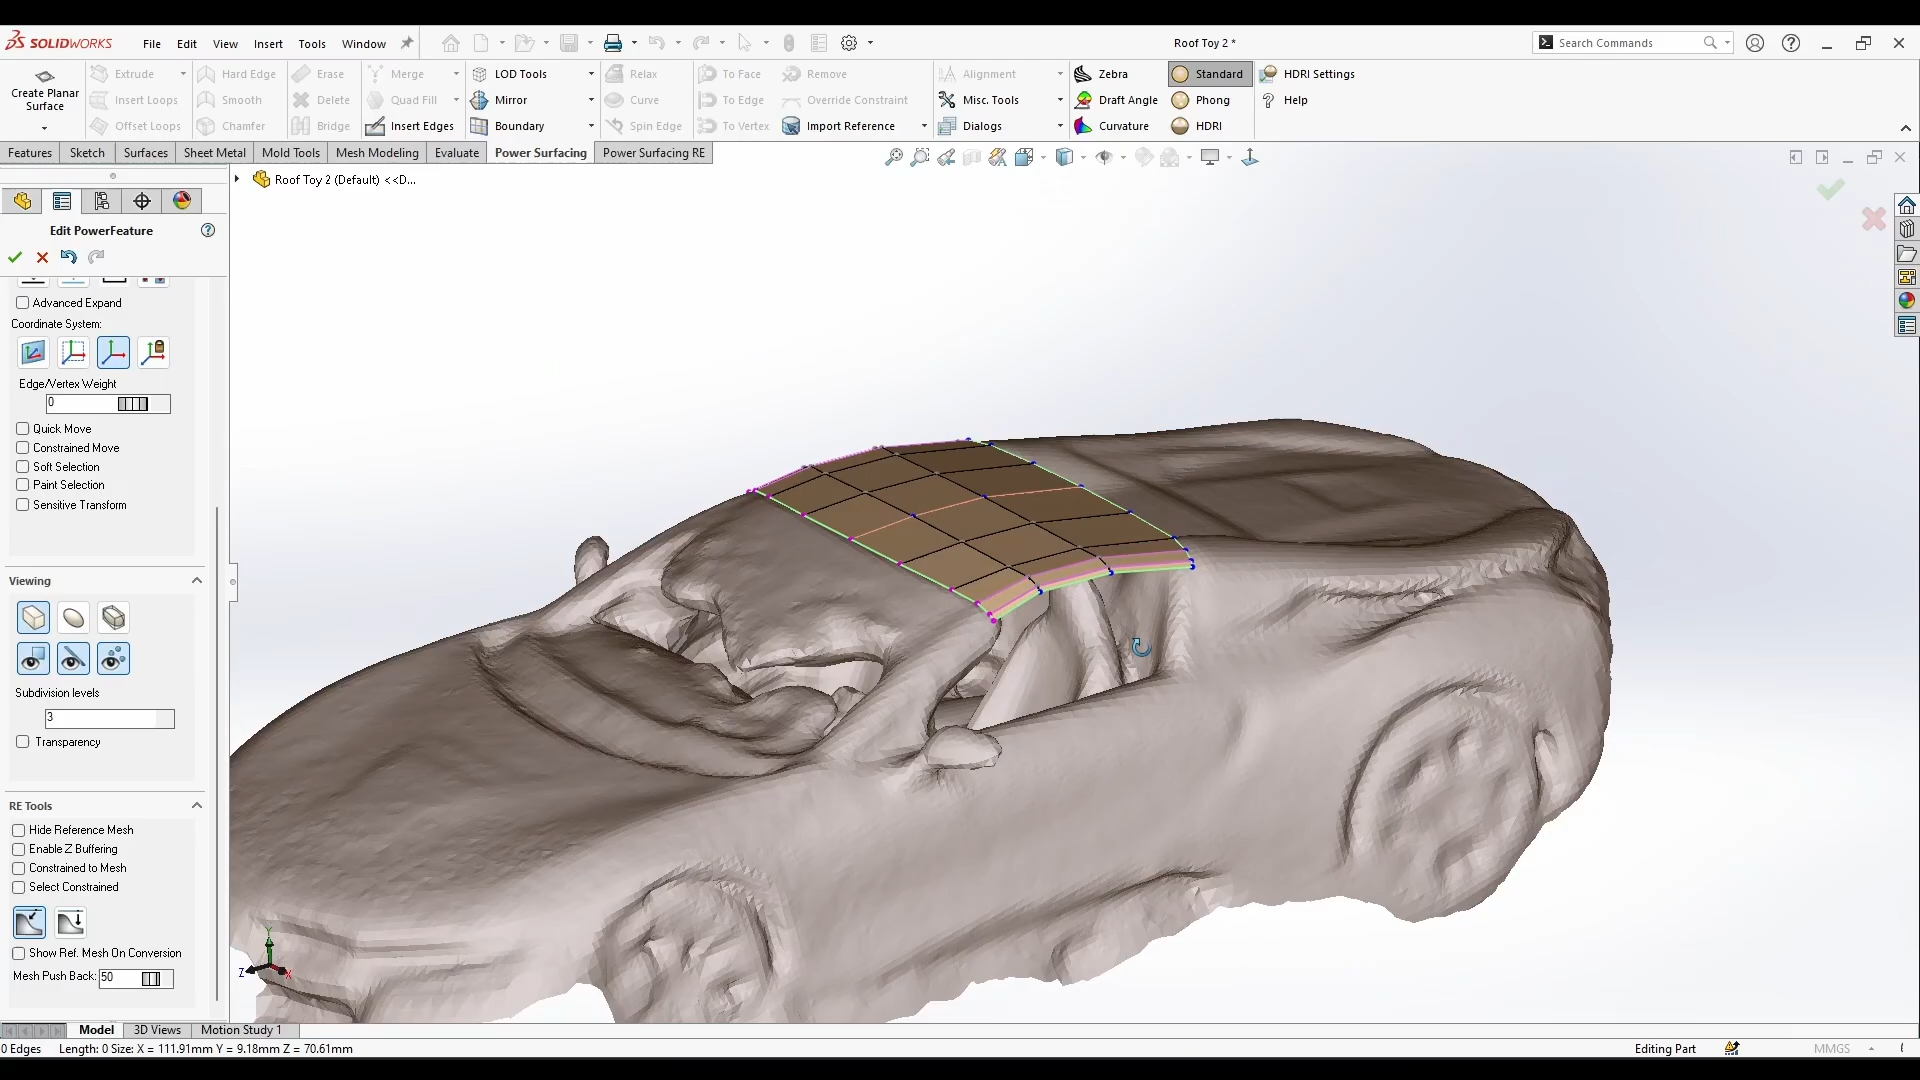 SOLIDWORKS File Edit View Insert Tools Window Roof Toy 2 * Search Commands
Create Planar Surface
Extrude Hard Edge Erase Merge LOD Tools Relax To Face Remove Alignment Zebra Standard HDRI Settings
Insert Loops Smooth Delete Quad Fill Mirror Curve To Edge Override Constraint Misc. Tools Draft Angle Phong Help
Offset Loops Chamfer Bridge Insert Edges Boundary Spin Edge To Vertex Import Reference Dialogs Curvature HDRI
Features Sketch Surfaces Sheet Metal Mold Tools Mesh Modeling Evaluate Power Surfacing Power Surfacing RE
Roof Toy 2 (Default) <<D...
Edit PowerFeature
Advanced Expand
Coordinate System:
Edge/Vertex Weight
0
Quick Move
Constrained Move
Soft Selection
Paint Selection
Sensitive Transform
Viewing
Subdivision levels
3
Transparency
RE Tools
Hide Reference Mesh
Enable Z Buffering
Constrained to Mesh
Select Constrained
Show Ref. Mesh On Conversion
Mesh Push Back: 50
Y
Z X
Model 3D Views Motion Study 1
0 Edges Length: 0 Size: X = 111.91mm Y = 9.18mm Z = 70.61mm Editing Part MMGS